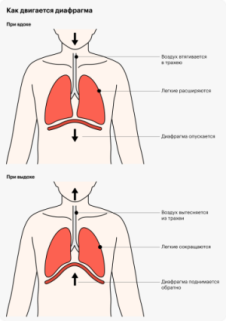 Как двигается диафрагма
При вдохе
Воздух втягивается
в трахею
Легкие расширяются
Диафрагма опускается
При выдохе
Воздух вытесняется
из трахеи
Легкие сокращаются
Диафрагма поднимается
обратно